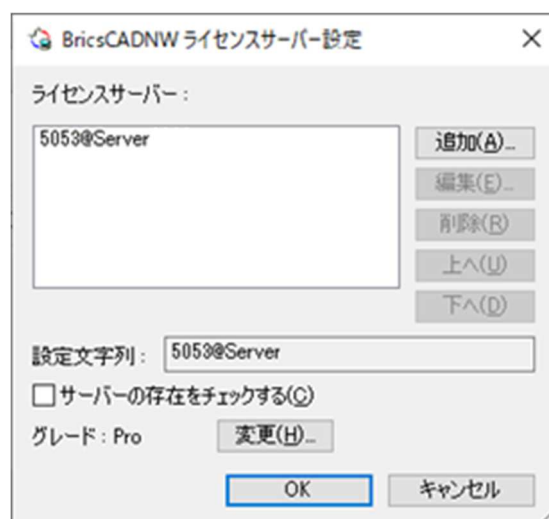 BricsCADNW ライセンスサーバー設定
ライセンスサーバー：
5053@Server
追加(A)...
編集(E)...
削除(R)
上へ(U)
下へ(D)
設定文字列： 5053@Server
サーバーの存在をチェックする(C)
グレード：Pro 変更(H)...
OK キャンセル